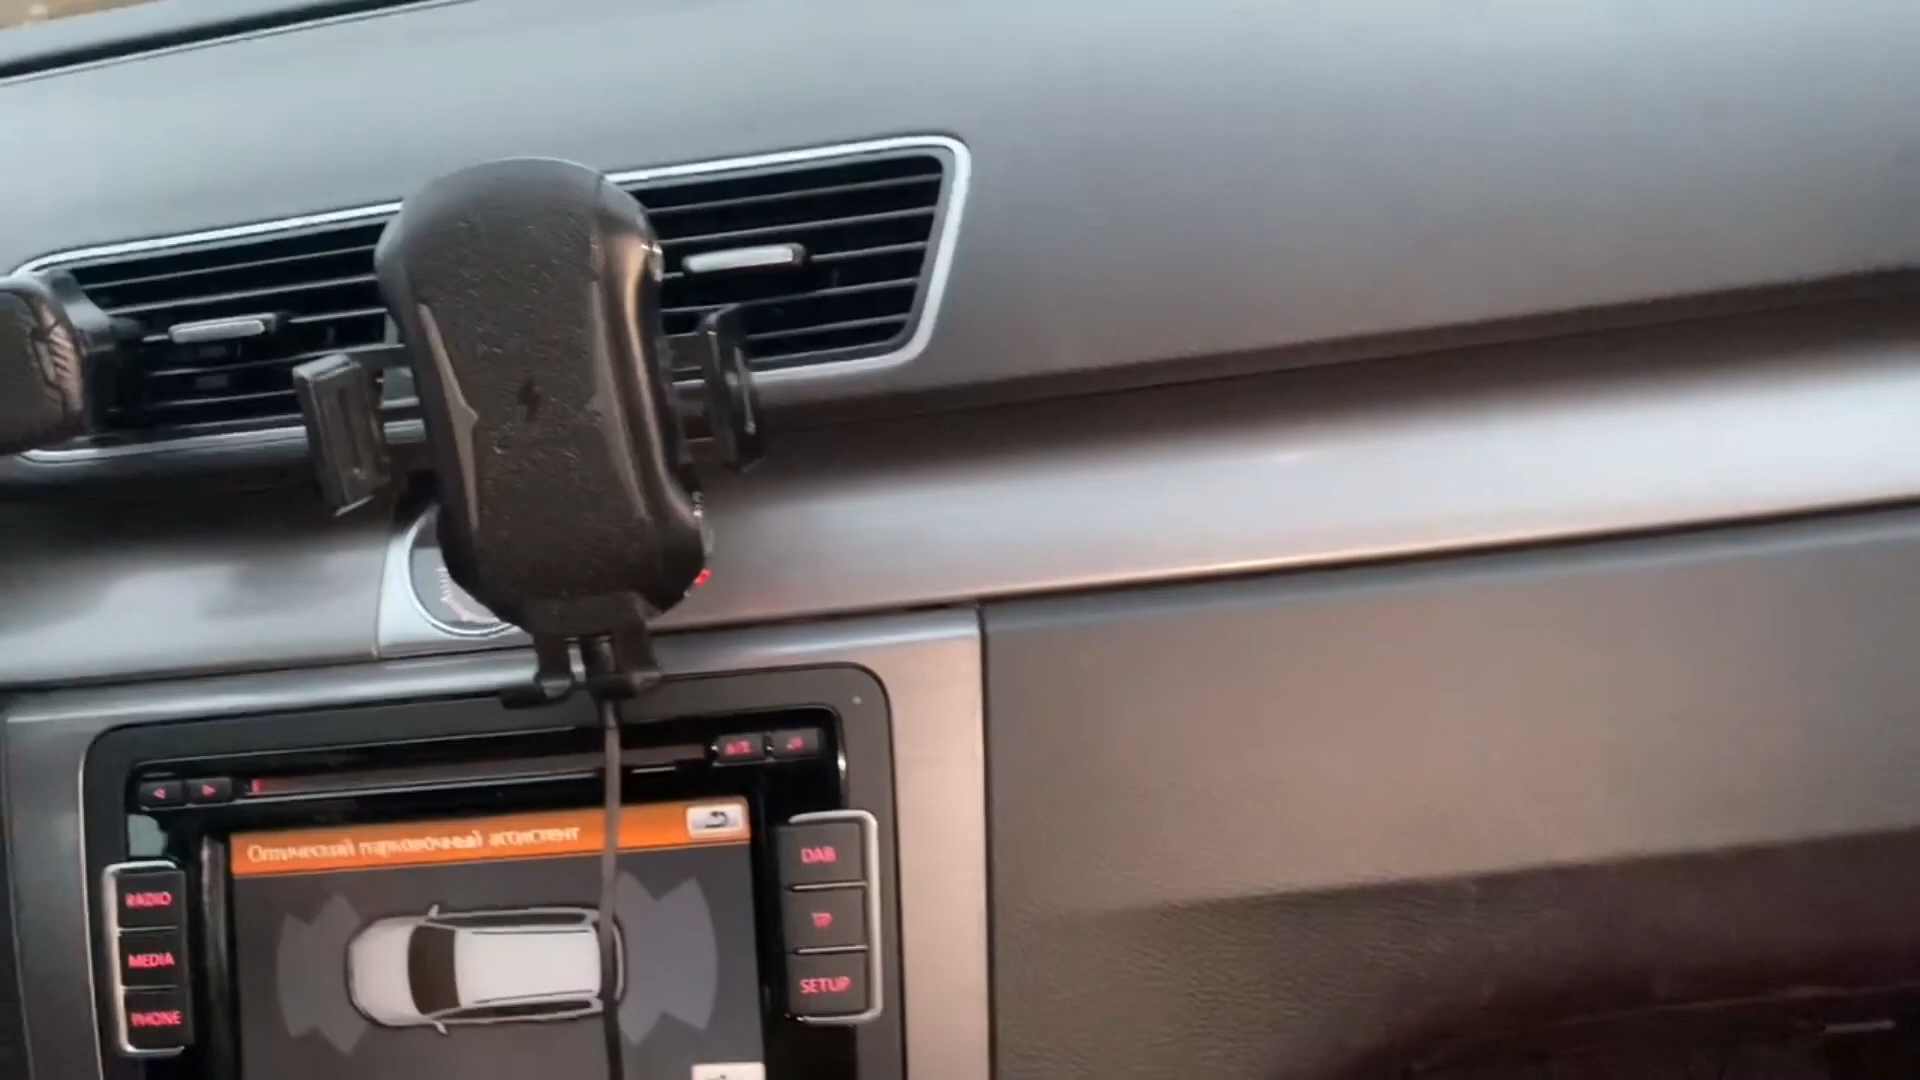 Оптический парковочный ассистент
RADIO
MEDIA
PHONE
DAB
TP
SETUP